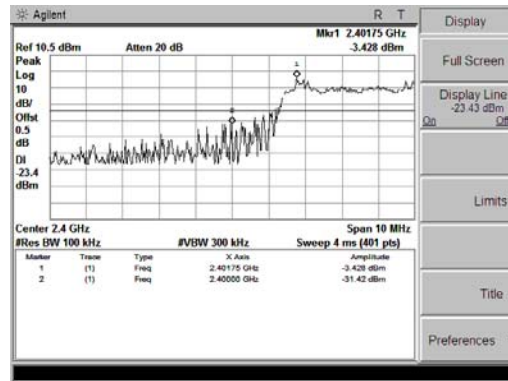 Agilent R T
Mkr1 2.40175 GHz
Ref 10.5 dBm Atten 20 dB -3.428 dBm
Peak
Log
10
dB/
Offst
0.5
dB
DI
-23.4
dBm
1
2
Center 2.4 GHz Span 10 MHz
#Res BW 100 kHz #VBW 300 kHz Sweep 4 ms (401 pts)
Marker Trace Type X Axis Amplitude
1 (1) Freq 2.40175 GHz -3.428 dBm
2 (1) Freq 2.40000 GHz -31.42 dBm
Display
Full Screen
Display Line
-23.43 dBm
On Off
Limits
Title
Preferences